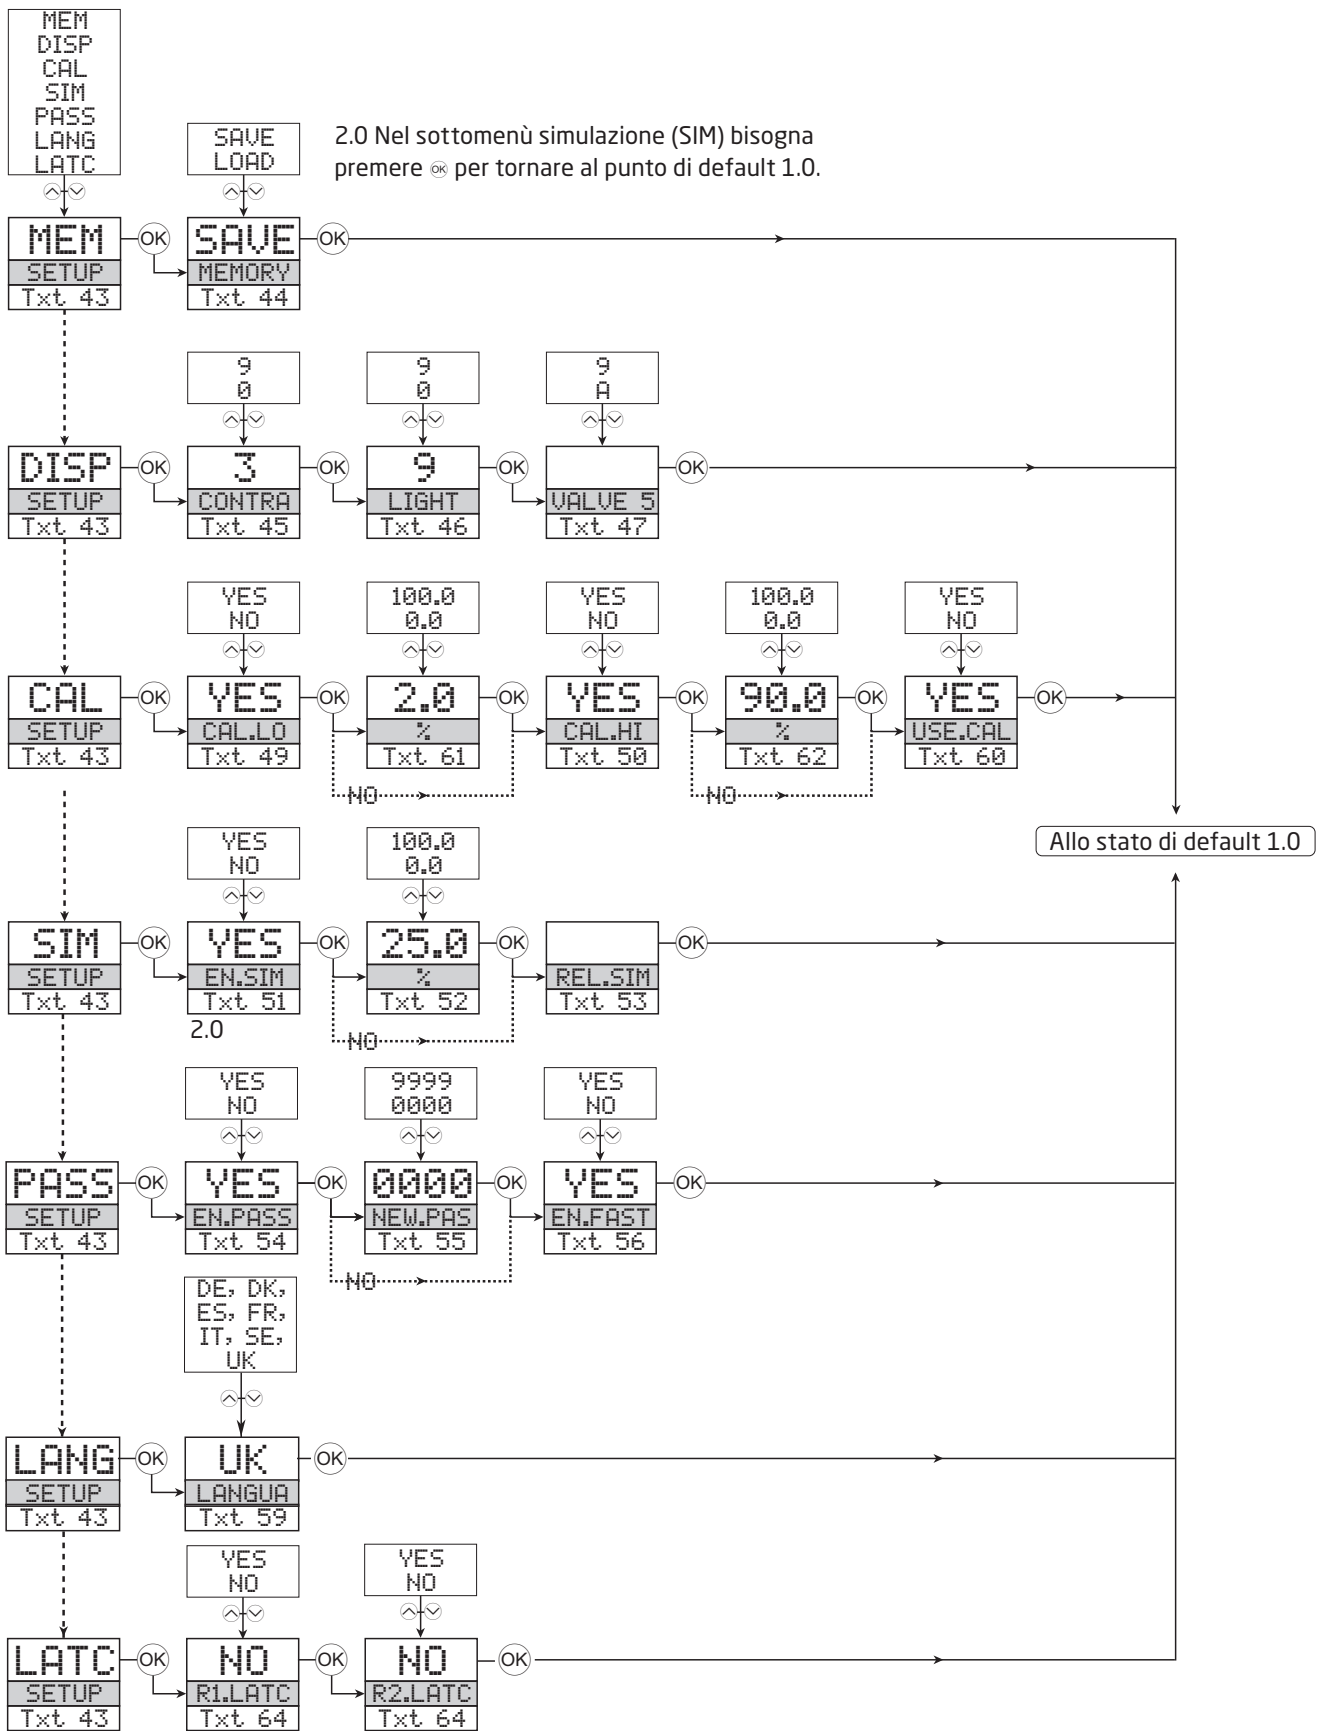 MEM
DISP
CAL
SIM
PASS
LANG
LATC
SAVE
LOAD
2.0 Nel sottomenù simulazione (SIM) bisogna
premere OK per tornare al punto di default 1.0.
MEM
SETUP
Txt 43
OK
SAVE
MEMORY
Txt 44
OK
9
0
9
0
9
A
DISP
SETUP
Txt 43
OK
3
CONTRA
Txt 45
OK
9
LIGHT
Txt 46
OK
VALVE 5
Txt 47
OK
YES
NO
100.0
0.0
YES
NO
100.0
0.0
YES
NO
CAL
SETUP
Txt 43
OK
YES
CAL.LO
Txt 49
OK
2.0
%
Txt 61
OK
YES
CAL.HI
Txt 50
OK
90.0
%
Txt 62
OK
YES
USE.CAL
Txt 60
OK
NO
NO
Allo stato di default 1.0
YES
NO
100.0
0.0
SIM
SETUP
Txt 43
OK
YES
EN.SIM
Txt 51
2.0
OK
25.0
%
Txt 52
OK
REL.SIM
Txt 53
OK
NO
YES
NO
9999
0000
YES
NO
PASS
SETUP
Txt 43
OK
YES
EN.PASS
Txt 54
OK
0000
NEW.PAS
Txt 55
OK
YES
EN.FAST
Txt 56
OK
NO
DE, DK,
ES, FR,
IT, SE,
UK
LANG
SETUP
Txt 43
OK
UK
LANGUA
Txt 59
OK
YES
NO
YES
NO
LATC
SETUP
Txt 43
OK
NO
R1.LATC
Txt 64
OK
NO
R2.LATC
Txt 64
OK